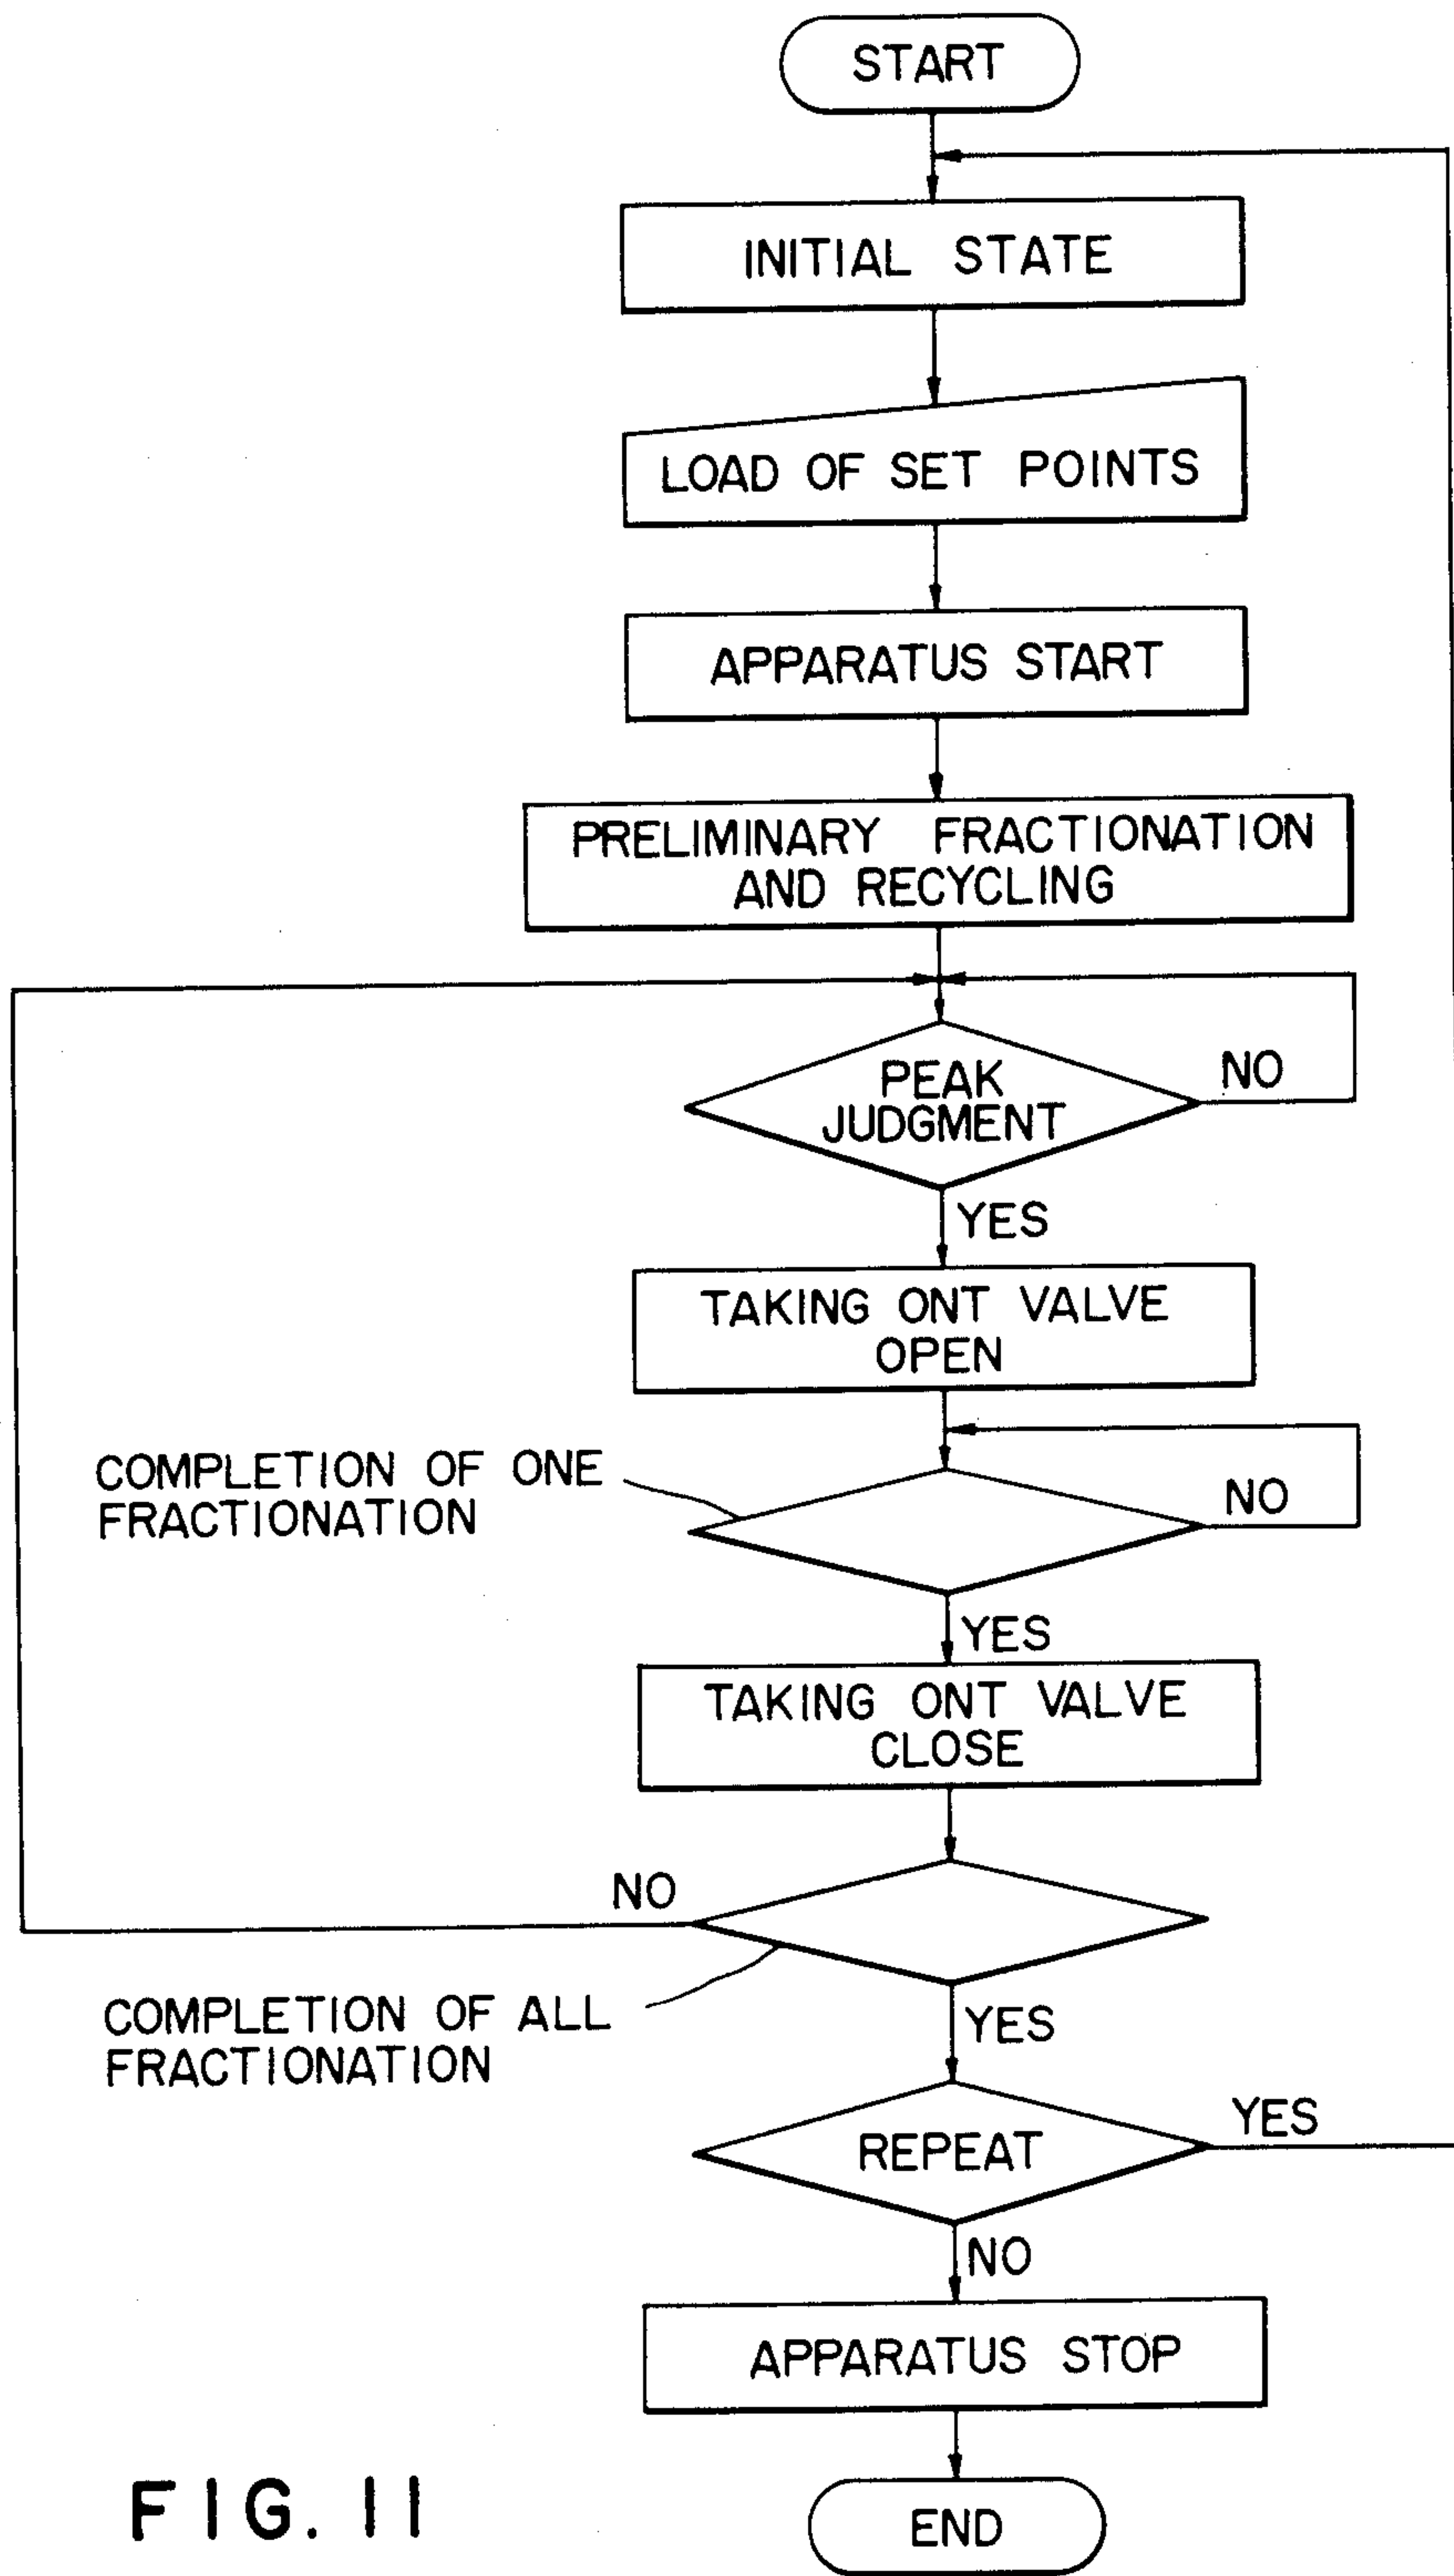 START
INITIAL STATE
LOAD OF SET POINTS
APPARATUS START
PRELIMINARY FRACTIONATION
AND RECYCLING
PEAK
JUDGMENT
NO
YES
TAKING ONT VALVE
OPEN
COMPLETION OF ONE
FRACTIONATION
NO
YES
TAKING ONT VALVE
CLOSE
NO
COMPLETION OF ALL
FRACTIONATION
YES
REPEAT
YES
NO
APPARATUS STOP
END
FIG. 11